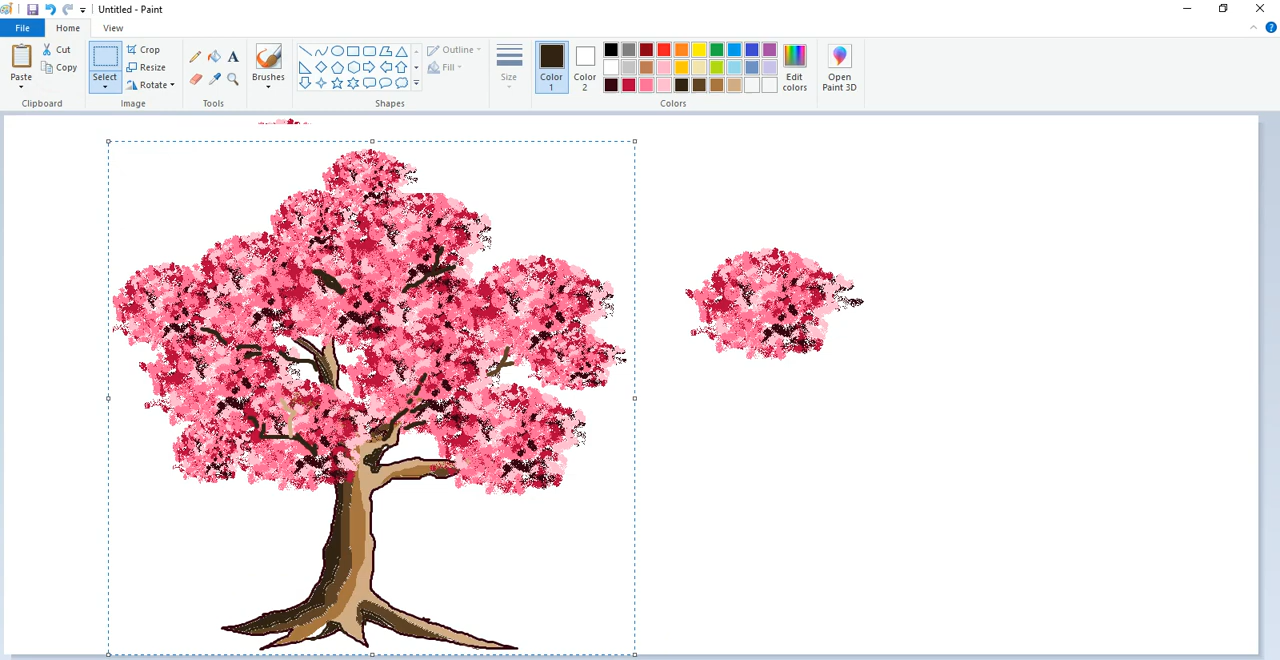 Untitled - Paint
File Home View
Paste
Cut
Copy
Clipboard
Select
Crop
Resize
Rotate
Image
A
Tools
Brushes
Outline
Fill
Shapes
Size
Color
1
Color
2
Edit
colors
Colors
Open
Paint 3D